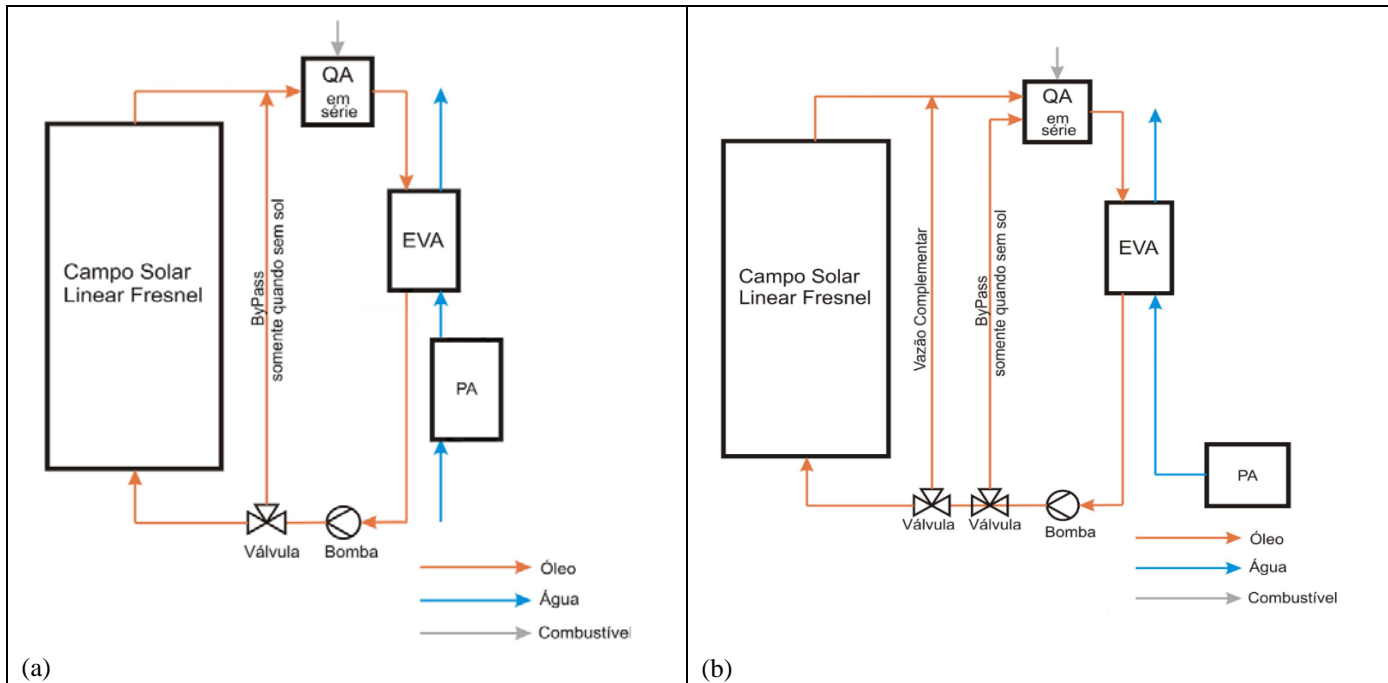 QA
em
série
Campo Solar
Linear Fresnel
ByPass
somente quando sem sol
EVA
PA
Válvula
Bomba
Óleo
Água
Combustível
(a)
QA
em
série
Campo Solar
Linear Fresnel
Vazão Complementar
ByPass
somente quando sem sol
EVA
PA
Válvula
Válvula
Bomba
Óleo
Água
Combustível
(b)